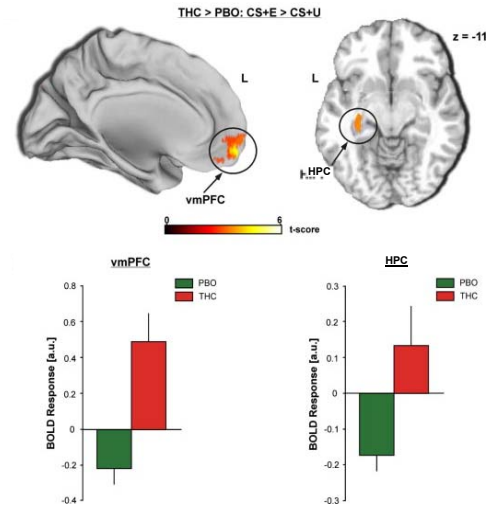 THC > PBO: CS+E > CS+U
z = -11
L
L
vmPFC
HPC
0
6
t-score
vmPFC
HPC
PBO
THC
PBO
THC
BOLD Response [a.u.]
0.8
0.6
0.4
0.2
0
-0.2
-0.4
BOLD Response [a.u.]
0.3
0.2
0.1
0
-0.1
-0.2
-0.3